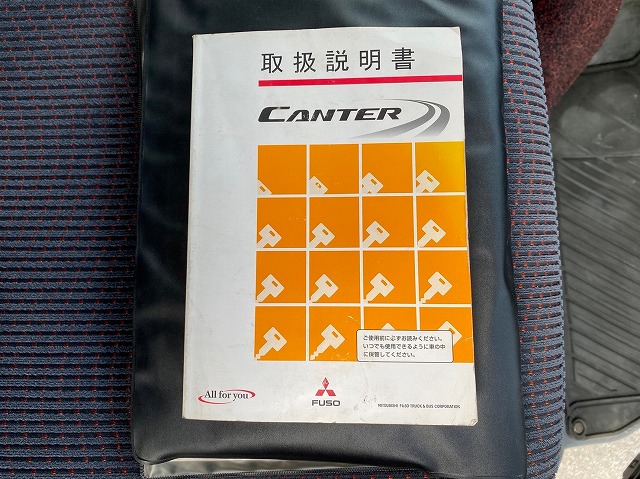 取扱説明書
CANTER
ご使用前に必ずお読みください。
いつでも使用できるように車の中
に保管してください。
All for you
FUSO
MITSUBISHI FUSO TRUCK & BUS CORPORATION